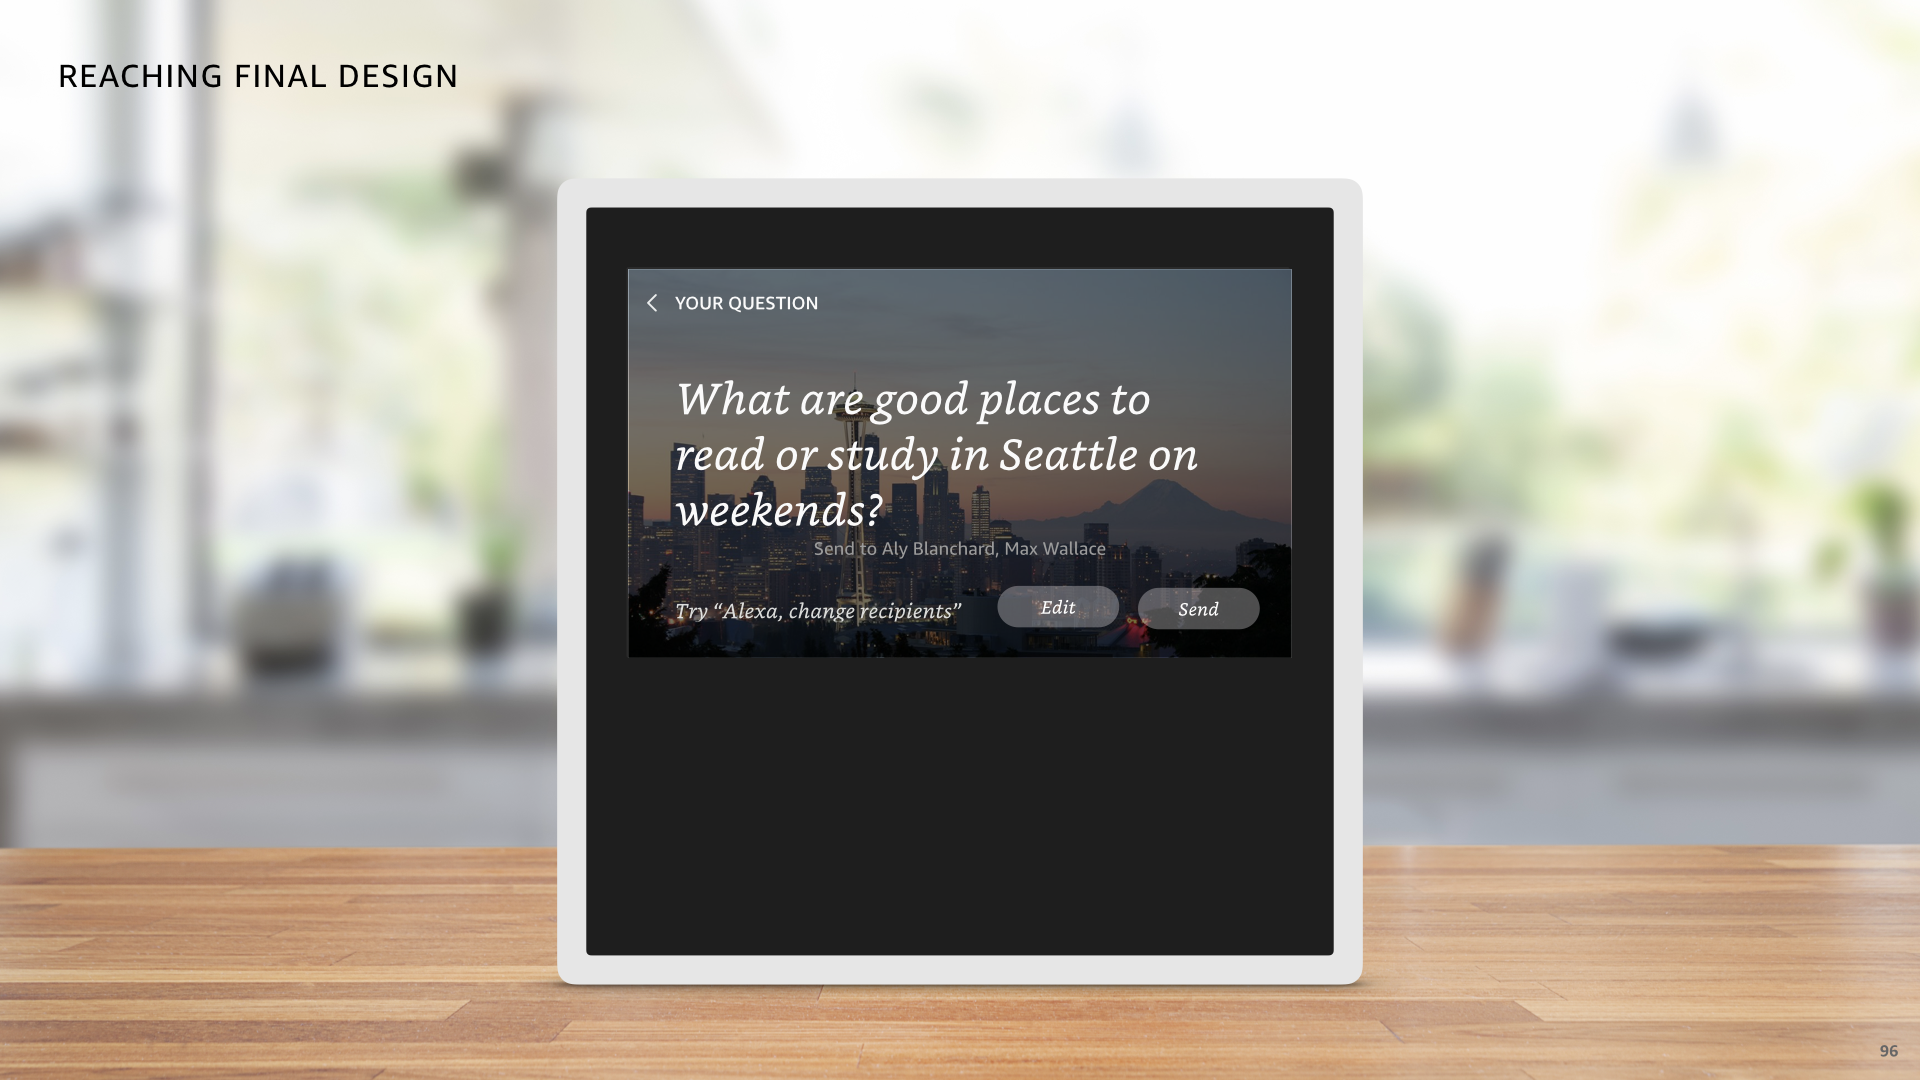 REACHING FINAL DESIGN
YOUR QUESTION
What are good places to
read or study in Seattle on
weekends?
Send to Aly Blanchard, Max Wallace
Try “Alexa, change recipients”
Edit
Send
96